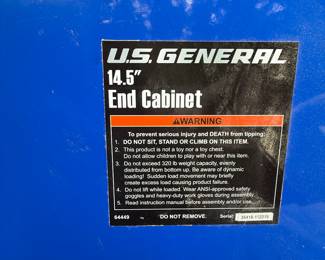 U.S. GENERAL
14.5"
End Cabinet
WARNING
To prevent serious injury and DEATH from tipping:
1. DO NOT SIT, STAND OR CLIMB ON THIS ITEM.
2. This product is not a toy nor a toy chest.
Do not allow children to play with or near this item.
3. Do not exceed 320 lb weight capacity, evenly
distributed from bottom up. Be aware of dynamic
loading! Sudden load movement may briefly
create excess load causing product failure.
4. Do not lift while loaded. Wear ANSI-approved safety
goggles and heavy-duty work gloves during assembly.
5. Read instruction manual before assembly and/or use.
64449 DO NOT REMOVE. Serial: